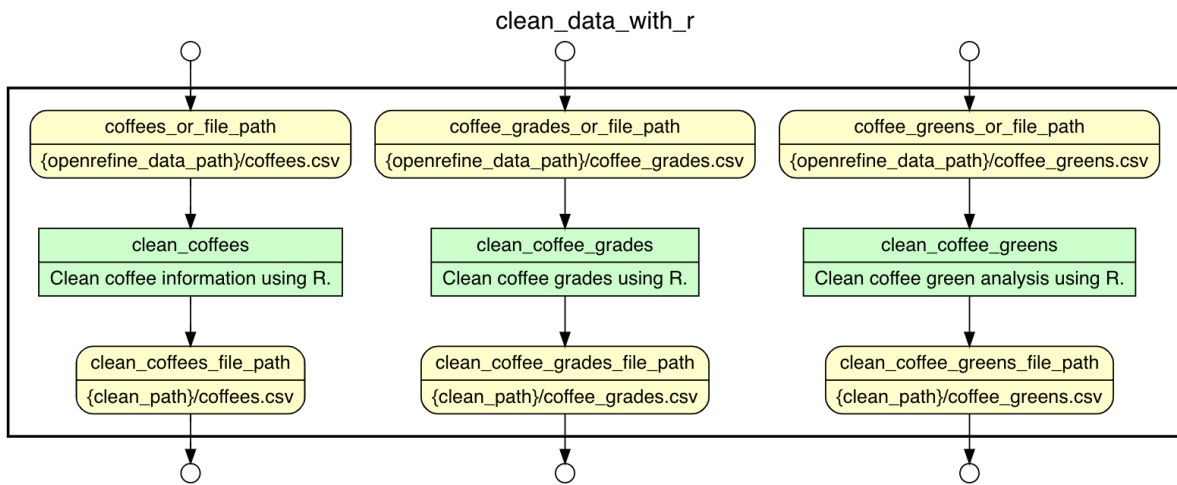 clean_data_with_r
coffees_or_file_path
{openrefine_data_path}/coffees.csv
coffee_grades_or_file_path
{openrefine_data_path}/coffee_grades.csv
coffee_greens_or_file_path
{openrefine_data_path}/coffee_greens.csv
clean_coffees
Clean coffee information using R.
clean_coffee_grades
Clean coffee grades using R.
clean_coffee_greens
Clean coffee green analysis using R.
clean_coffees_file_path
{clean_path}/coffees.csv
clean_coffee_grades_file_path
{clean_path}/coffee_grades.csv
clean_coffee_greens_file_path
{clean_path}/coffee_greens.csv